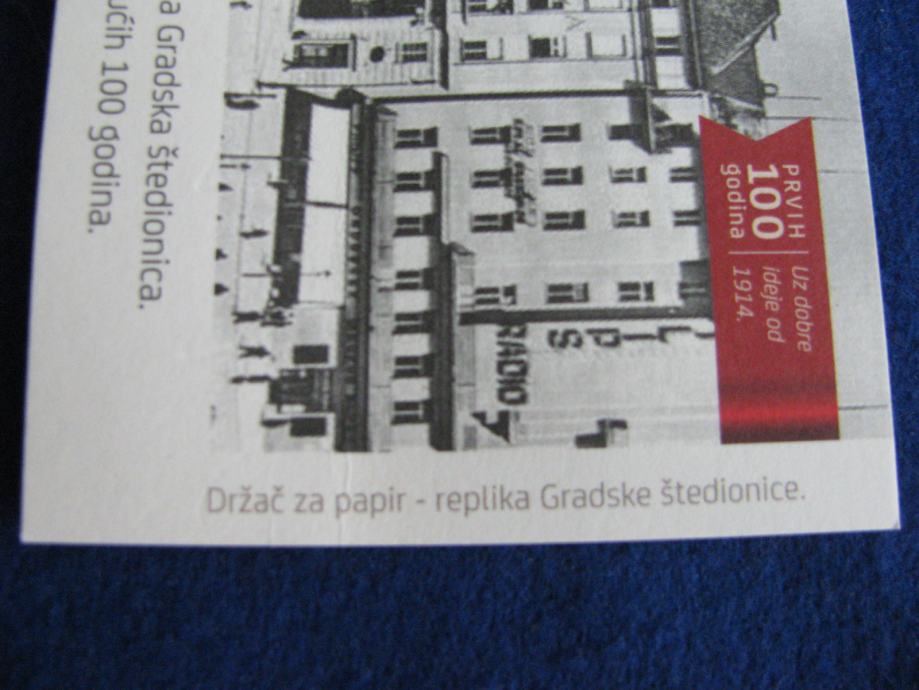 a Gradska štedionica.
ućih 100 godina.
PRVIH
100
godina
Uz dobre
ideje od
1914.
RADIO
Držač za papir - replika Gradske štedionice.